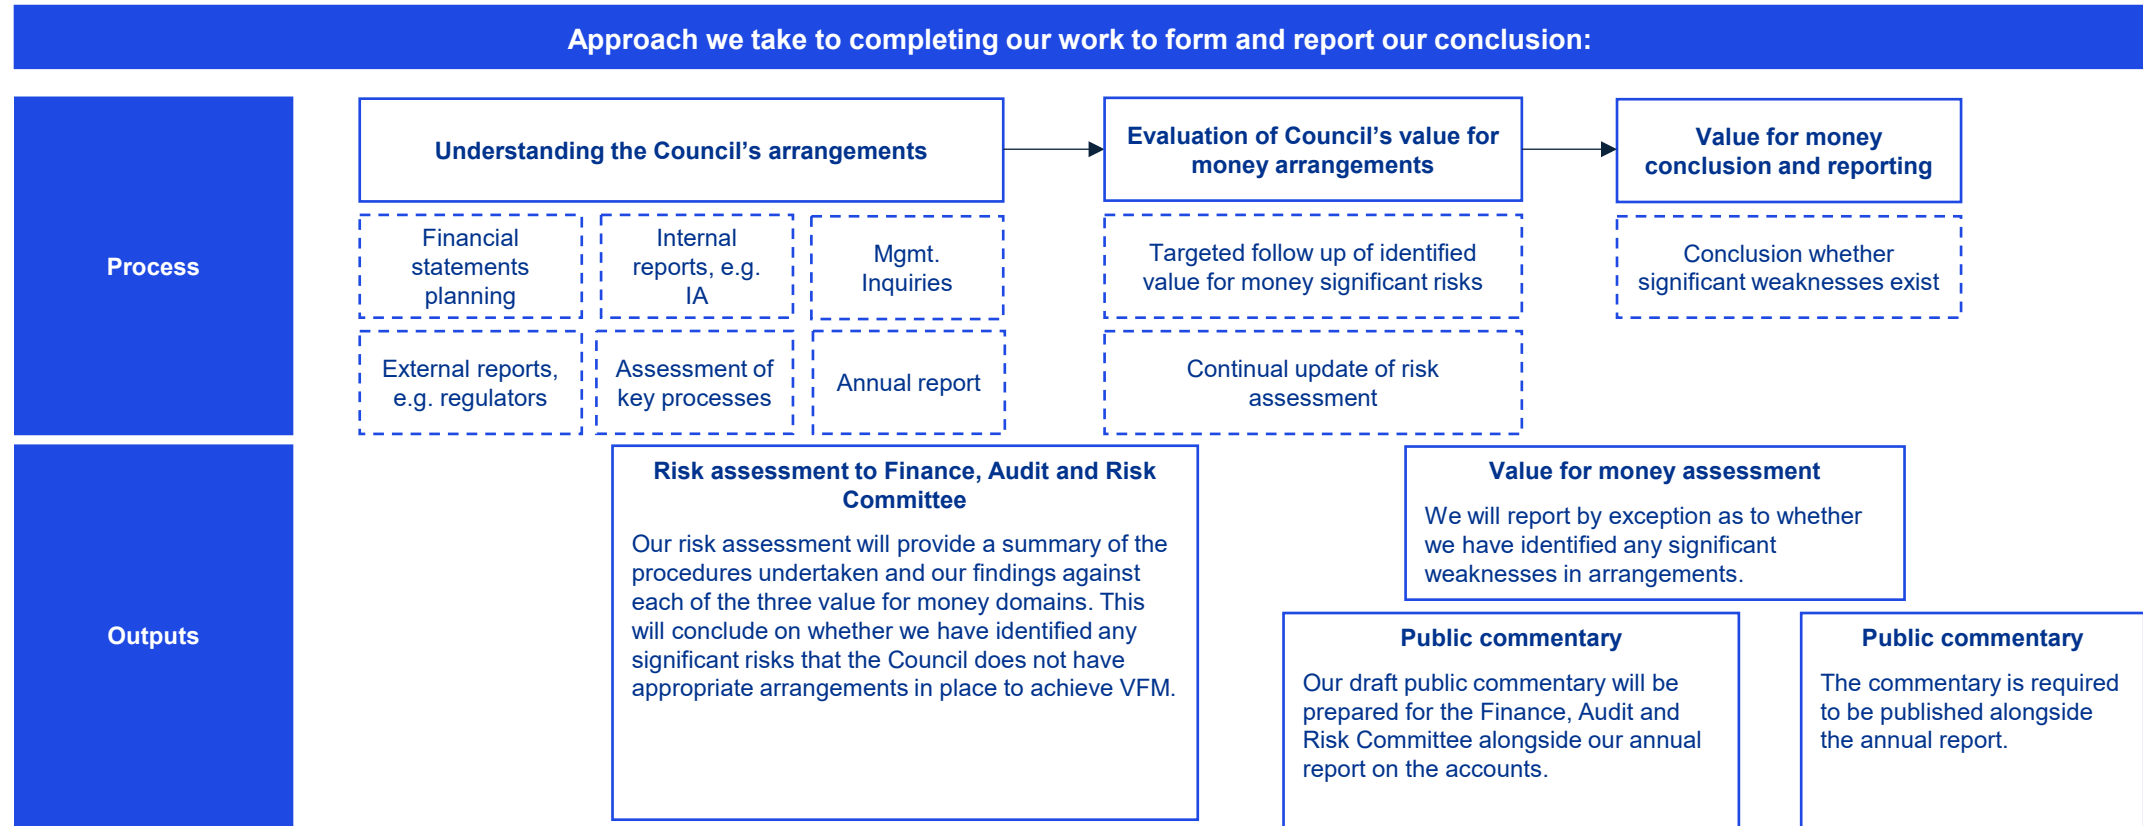 Approach we take to completing our work to form and report our conclusion:
Process
Understanding the Council’s arrangements
Evaluation of Council’s value for
money arrangements
Value for money
conclusion and reporting
Financial
statements
planning
Internal
reports, e.g.
IA
Mgmt.
Inquiries
Targeted follow up of identified
value for money significant risks
Conclusion whether
significant weaknesses exist
External reports,
e.g. regulators
Assessment of
key processes
Annual report
Continual update of risk
assessment
Outputs
Risk assessment to Finance, Audit and Risk
Committee
Our risk assessment will provide a summary of the
procedures undertaken and our findings against
each of the three value for money domains. This
will conclude on whether we have identified any
significant risks that the Council does not have
appropriate arrangements in place to achieve VFM.
Value for money assessment
We will report by exception as to whether
we have identified any significant
weaknesses in arrangements.
Public commentary
Our draft public commentary will be
prepared for the Finance, Audit and
Risk Committee alongside our annual
report on the accounts.
Public commentary
The commentary is required
to be published alongside
the annual report.